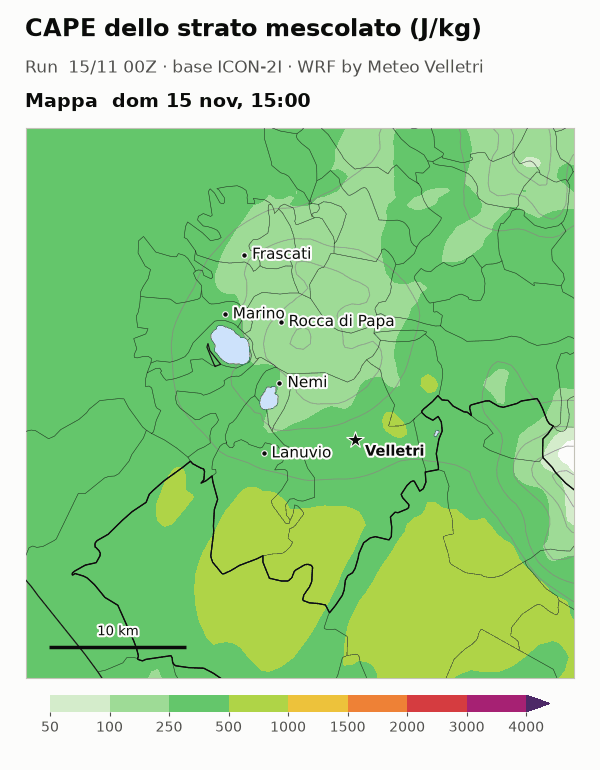 CAPE dello strato mescolato (J/kg)
Run  15/11 00Z · base ICON-2I · WRF by Meteo Velletri
Mappa  dom 15 nov, 15:00
Frascati
Marino
Rocca di Papa
Nemi
Velletri
Lanuvio
10 km
50 100 250 500 1000 1500 2000 3000 4000